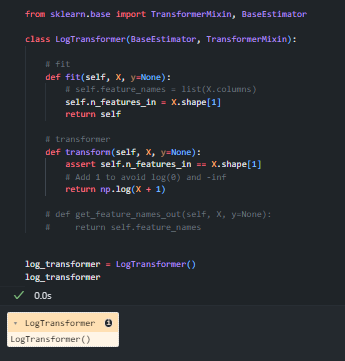 from sklearn.base import TransformerMixin, BaseEstimator
class LogTransformer(BaseEstimator, TransformerMixin):
# fit
def fit(self, X, y=None):
# self.feature_names = list(X.columns)
self.n_features_in = X.shape[1]
return self
# transformer
def transform(self, X, y=None):
assert self.n_features_in == X.shape[1]
# Add 1 to avoid log(0) and -inf
return np.log(X + 1)
# def get_feature_names_out(self, X, y=None):
#     return self.feature_names
log_transformer = LogTransformer()
log_transformer
0.0s
LogTransformer i
LogTransformer()